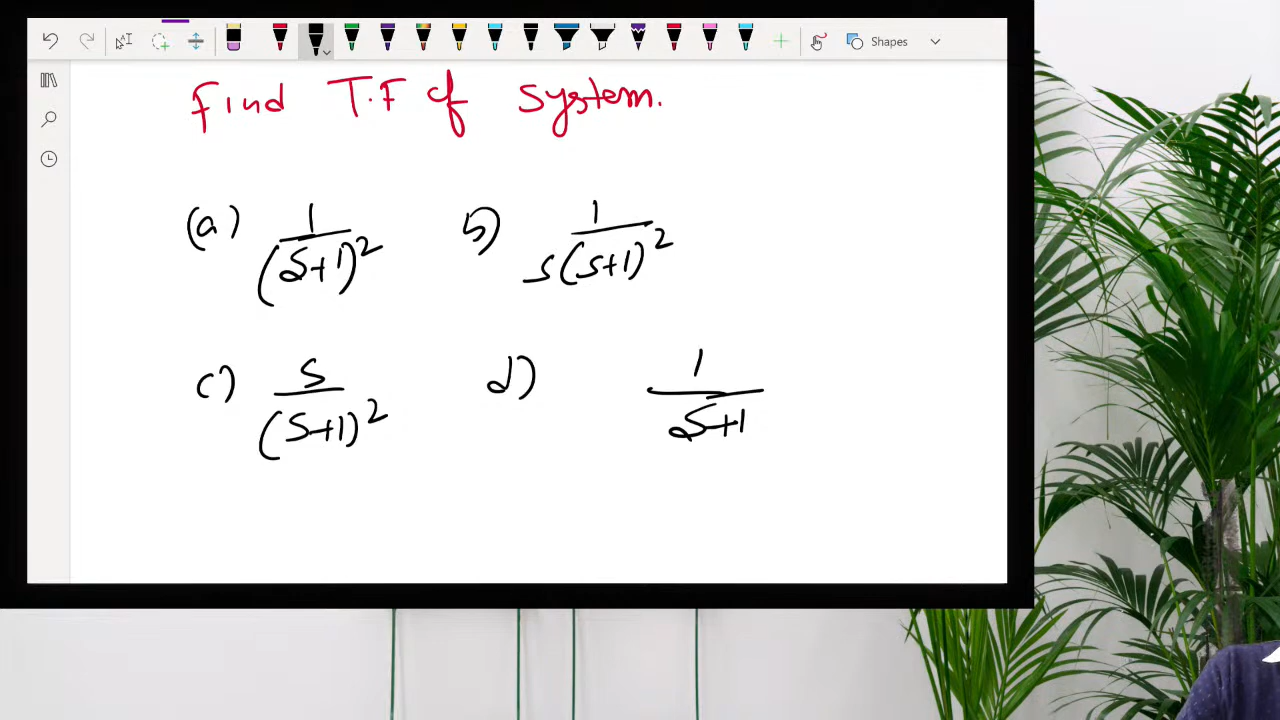 Shapes
Find T.F of system.
(a) 1/(s+1)^2 b) 1/s(s+1)^2
c) s/(s+1)^2 d) 1/s+1